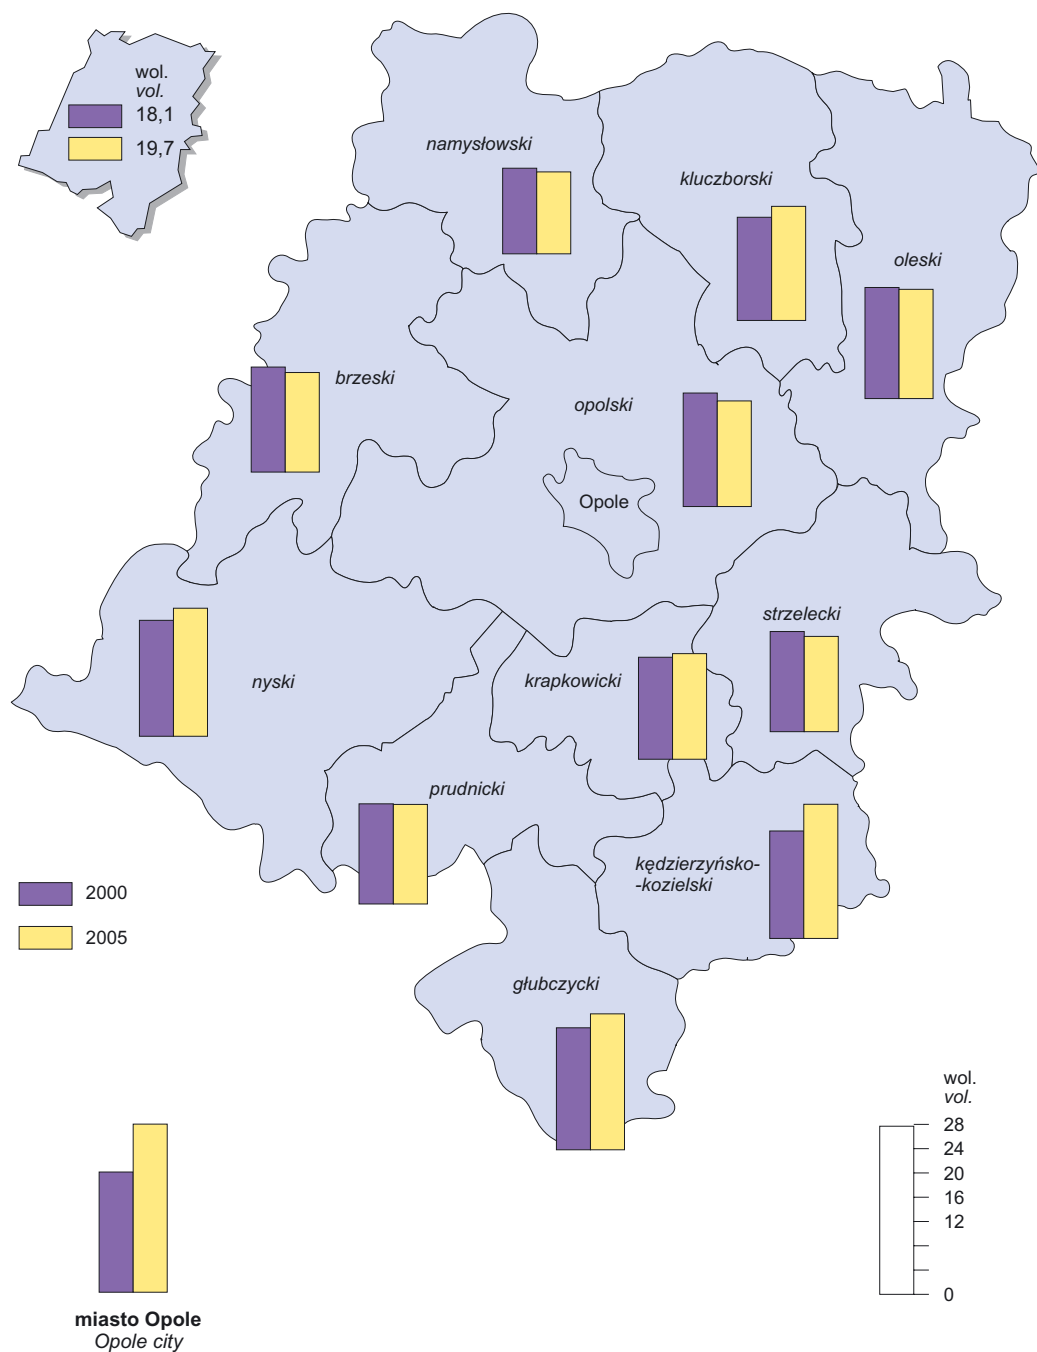 wol.
vol.
18,1
19,7
namysłowski
kluczborski
oleski
brzeski
opolski
Opole
strzelecki
nyski
krapkowicki
prudnicki
kędzierzyńsko-
-kozielski
2000
2005
głubczycki
wol.
vol.
28
24
20
16
12
0
miasto Opole
Opole city